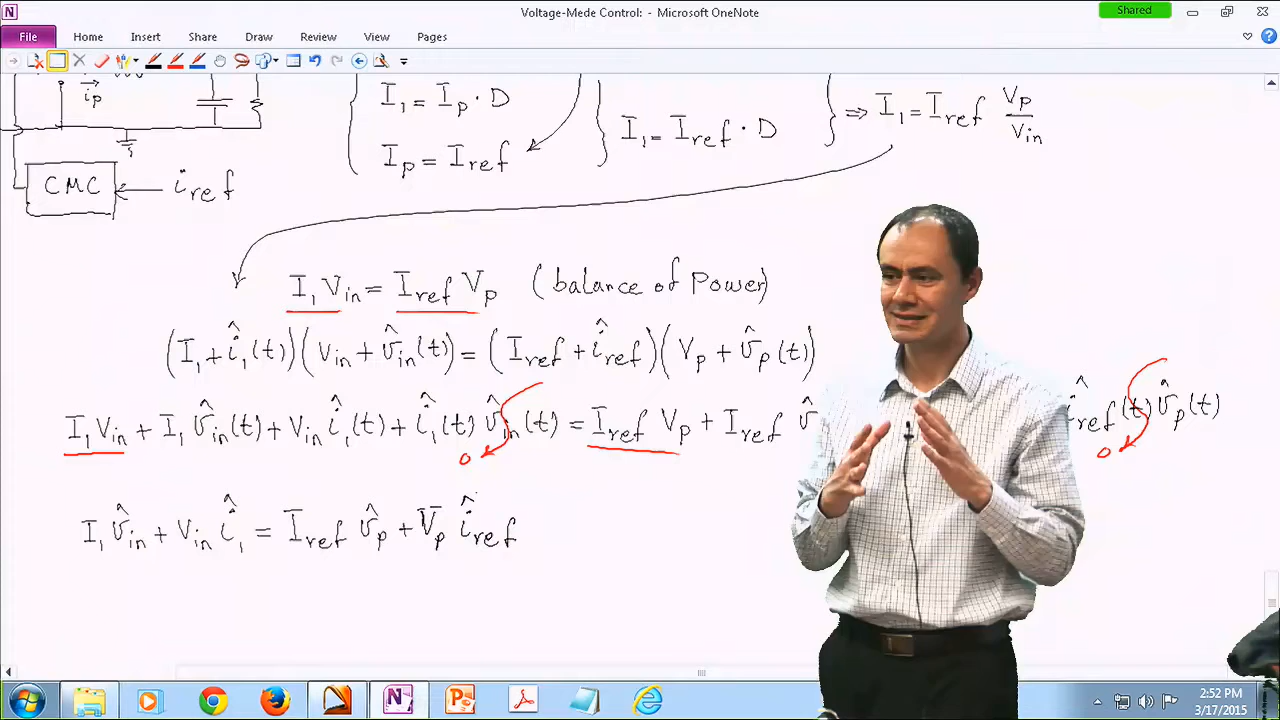 Voltage-Mede Control: - Microsoft OneNote
Shared
File Home Insert Share Draw Review View Pages
i_p
I_1 = I_p · D
I_p = I_ref
I_1 = I_ref · D
⇒ I_1 = I_ref V_p / V_in
CMC ← i_ref
I_1 V_in = I_ref V_p (balance of Power)
(I_1 + î_1(t)) (V_in + v̂_in(t)) = (I_ref + î_ref) (V_p + v̂_p(t))
I_1 V_in + I_1 v̂_in(t) + V_in î_1(t) + î_1(t) v̂_in(t) = I_ref V_p + I_ref v̂ î_ref(t) v̂_p(t)
0 0
I_1 v̂_in + V_in î_1 = I_ref v̂_p + V_p î_ref
2:52 PM
3/17/2015